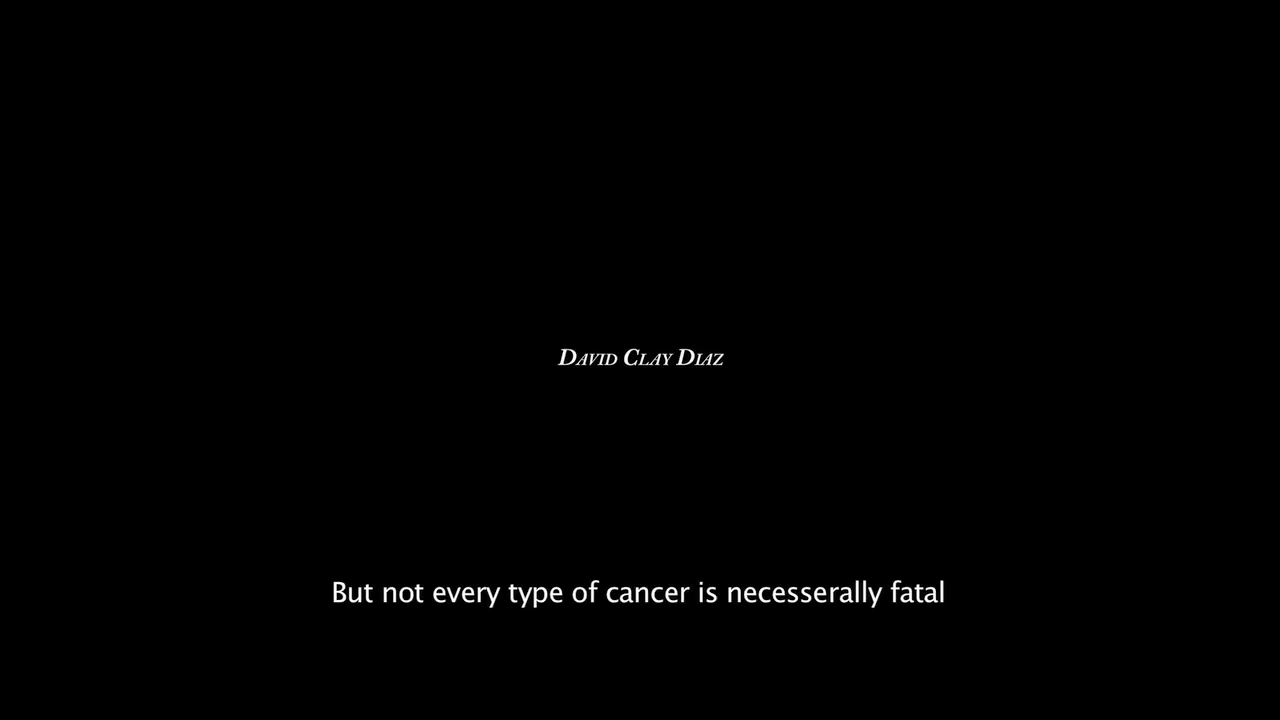 David Clay Diaz
But not every type of cancer is necesserally fatal